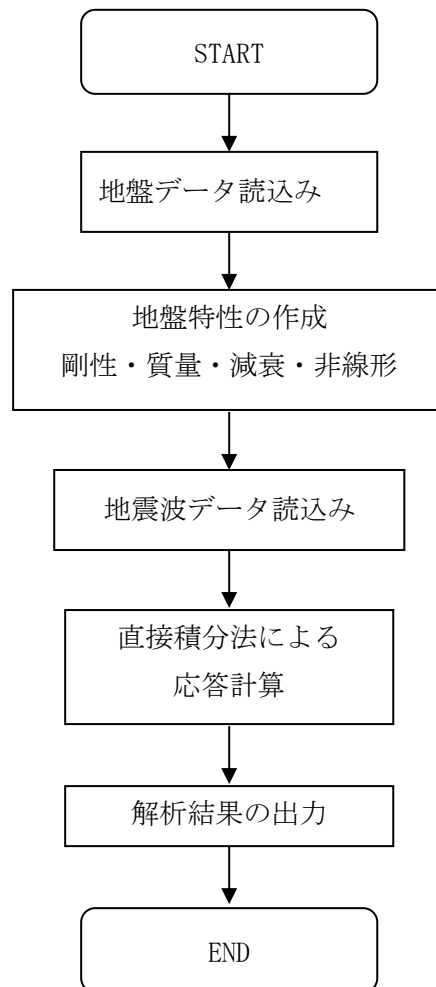 START
地盤データ読込み
地盤特性の作成
剛性・質量・減衰・非線形
地震波データ読込み
直接積分法による
応答計算
解析結果の出力
END